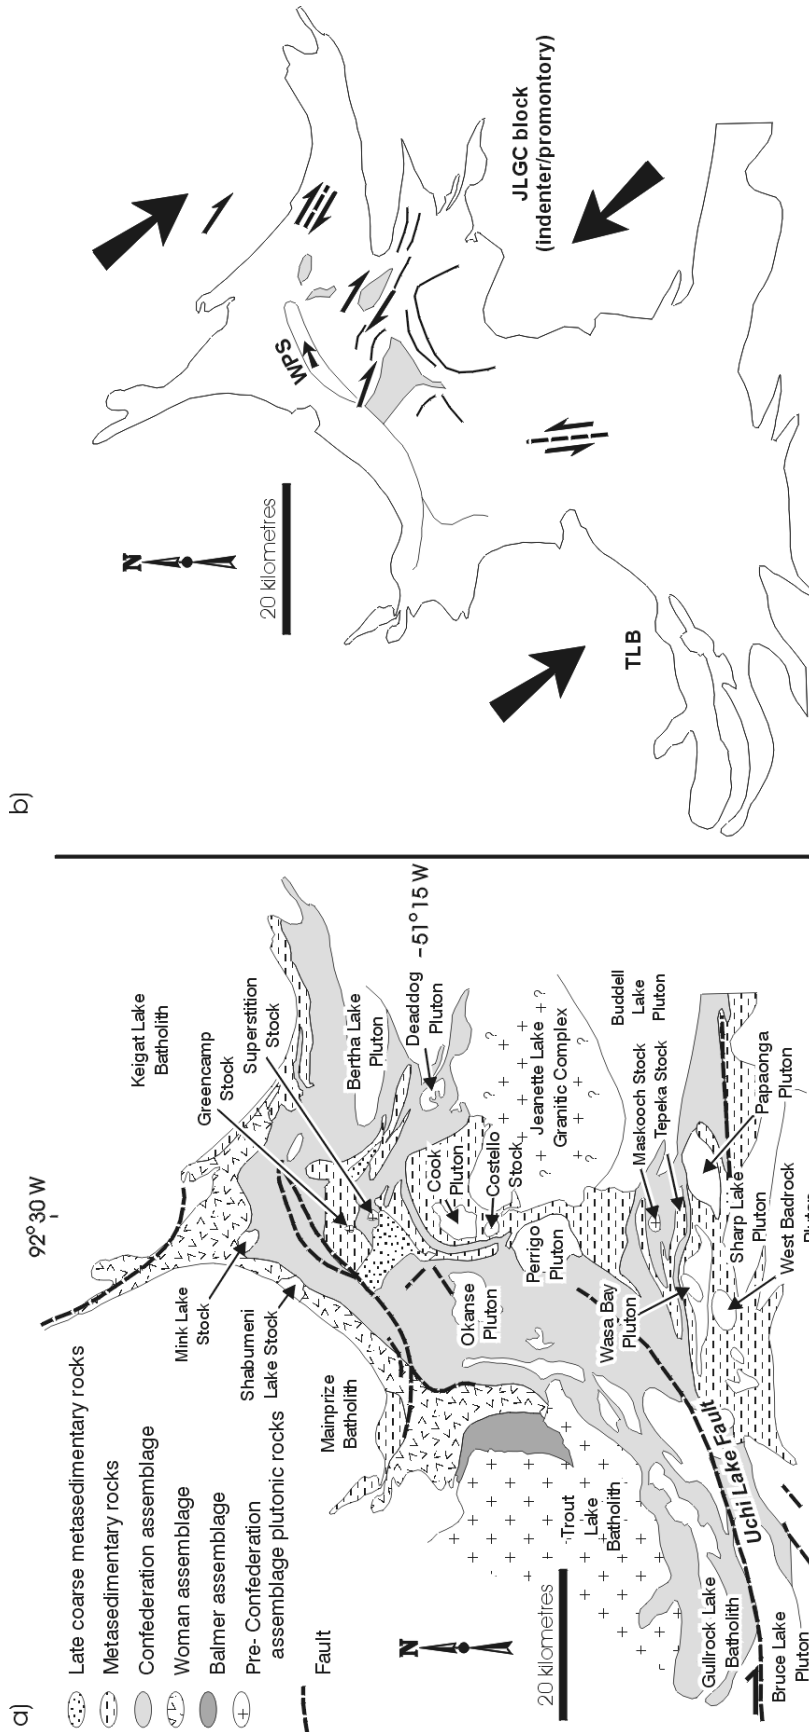 a)
92°30 W
Late coarse metasedimentary rocks
Metasedimentary rocks
Confederation assemblage
Woman assemblage
Balmer assemblage
Pre- Confederation
assemblage plutonic rocks
Fault
N
20 kilometres
Mink Lake
Stock
Shabumeni
Lake Stock
Mainprize
Batholith
Keigat Lake
Batholith
Greencamp
Stock
Superstition
Stock
Bertha Lake
Pluton
Deaddog
Pluton
-51°15 W
Cook
Pluton
Costello
Stock
Jeanette Lake
Granitic Complex
? ? ? ? ? ?
Okanse
Pluton
Perrigo
Pluton
Buddell
Lake
Pluton
Maskooch Stock
Tepeka Stock
Wasa Bay
Pluton
Trout
Lake
Batholith
Gullrock Lake
Batholith
Uchi Lake Fault
Bruce Lake
Pluton
Sharp Lake
Pluton
Papaonga
Pluton
West Badrock
b)
N
20 kilometres
WPS
JLGC block
(indenter/promontory)
TLB